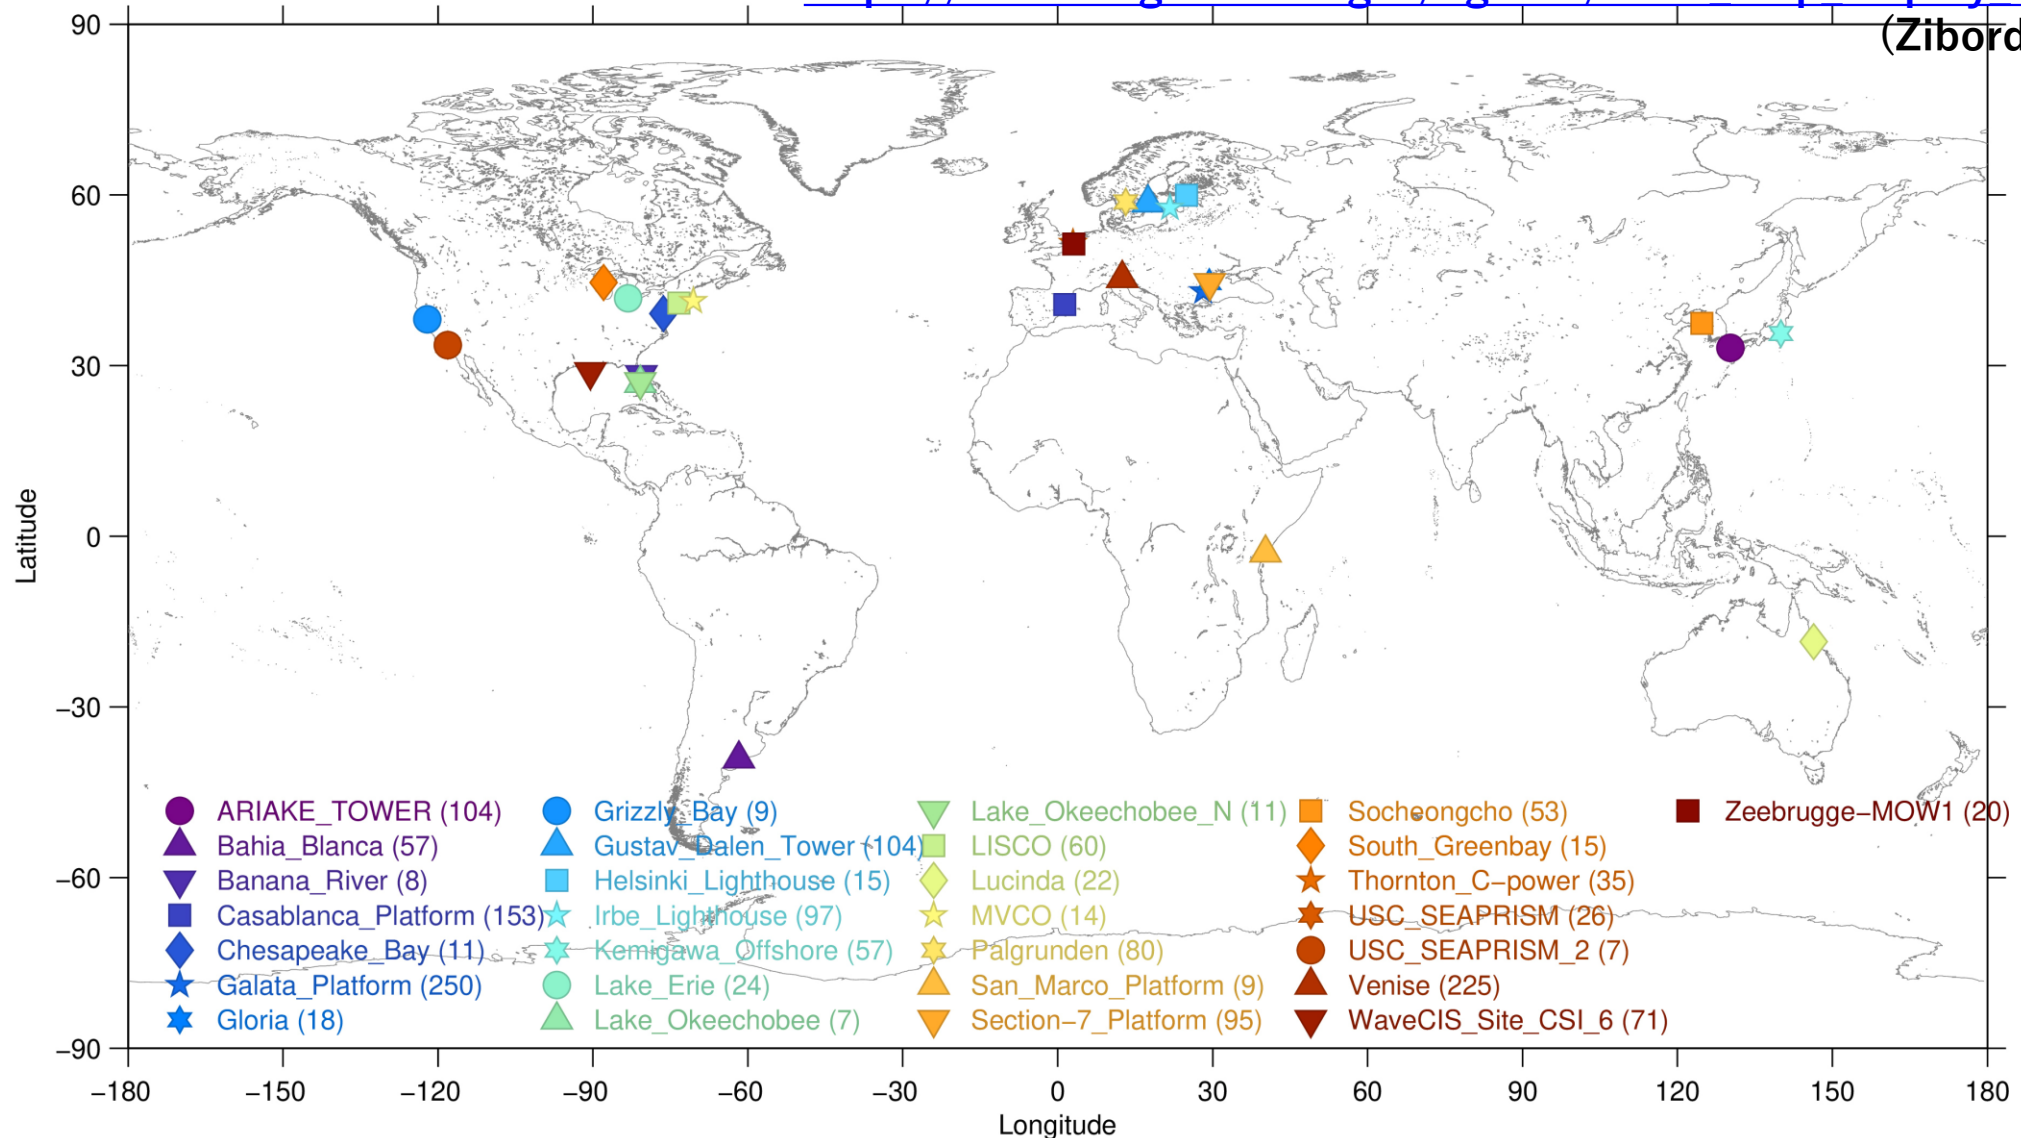 (Zibord
90
60
30
0
−30
−60
−90
Latitude
ARIAKE_TOWER (104)
Bahia_Blanca (57)
Banana_River (8)
Casablanca_Platform (153)
Chesapeake_Bay (11)
Galata_Platform (250)
Gloria (18)
Grizzly_Bay (9)
Gustav_Dalen_Tower (104)
Helsinki_Lighthouse (15)
Irbe_Lighthouse (97)
Kemigawa_Offshore (57)
Lake_Erie (24)
Lake_Okeechobee (7)
Lake_Okeechobee_N (11)
LISCO (60)
Lucinda (22)
MVCO (14)
Palgrunden (80)
San_Marco_Platform (9)
Section−7_Platform (95)
Socheongcho (53)
South_Greenbay (15)
Thornton_C−power (35)
USC_SEAPRISM (26)
USC_SEAPRISM_2 (7)
Venise (225)
WaveCIS_Site_CSI_6 (71)
Zeebrugge−MOW1 (20)
−180 −150 −120 −90 −60 −30 0 30 60 90 120 150 180
Longitude